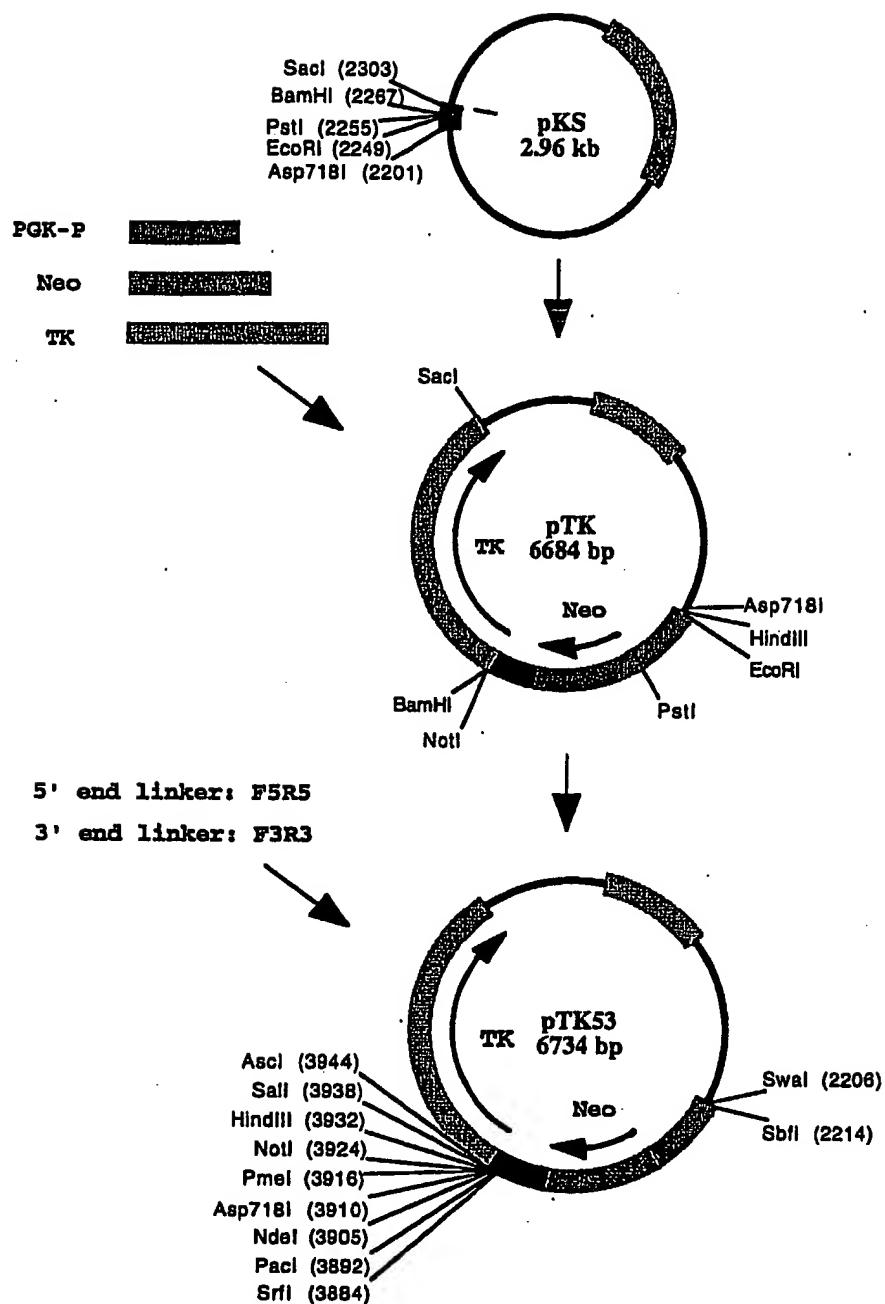 SacI (2303)
BamHI (2267)
PstI (2255)
EcoRI (2249)
Asp718I (2201)
pKS
2.96 kb
PGK-P
Neo
TK
SacI
pTK
6684 bp
TK
Neo
Asp718I
HindIII
EcoRI
PstI
BamHI
NotI
5' end linker: F5R5
3' end linker: F3R3
pTK53
6734 bp
TK
Neo
AscI (3944)
SalI (3938)
HindIII (3932)
NotI (3924)
PmeI (3916)
Asp718I (3910)
NdeI (3905)
PacI (3892)
SrfI (3884)
SwaI (2206)
SbfI (2214)